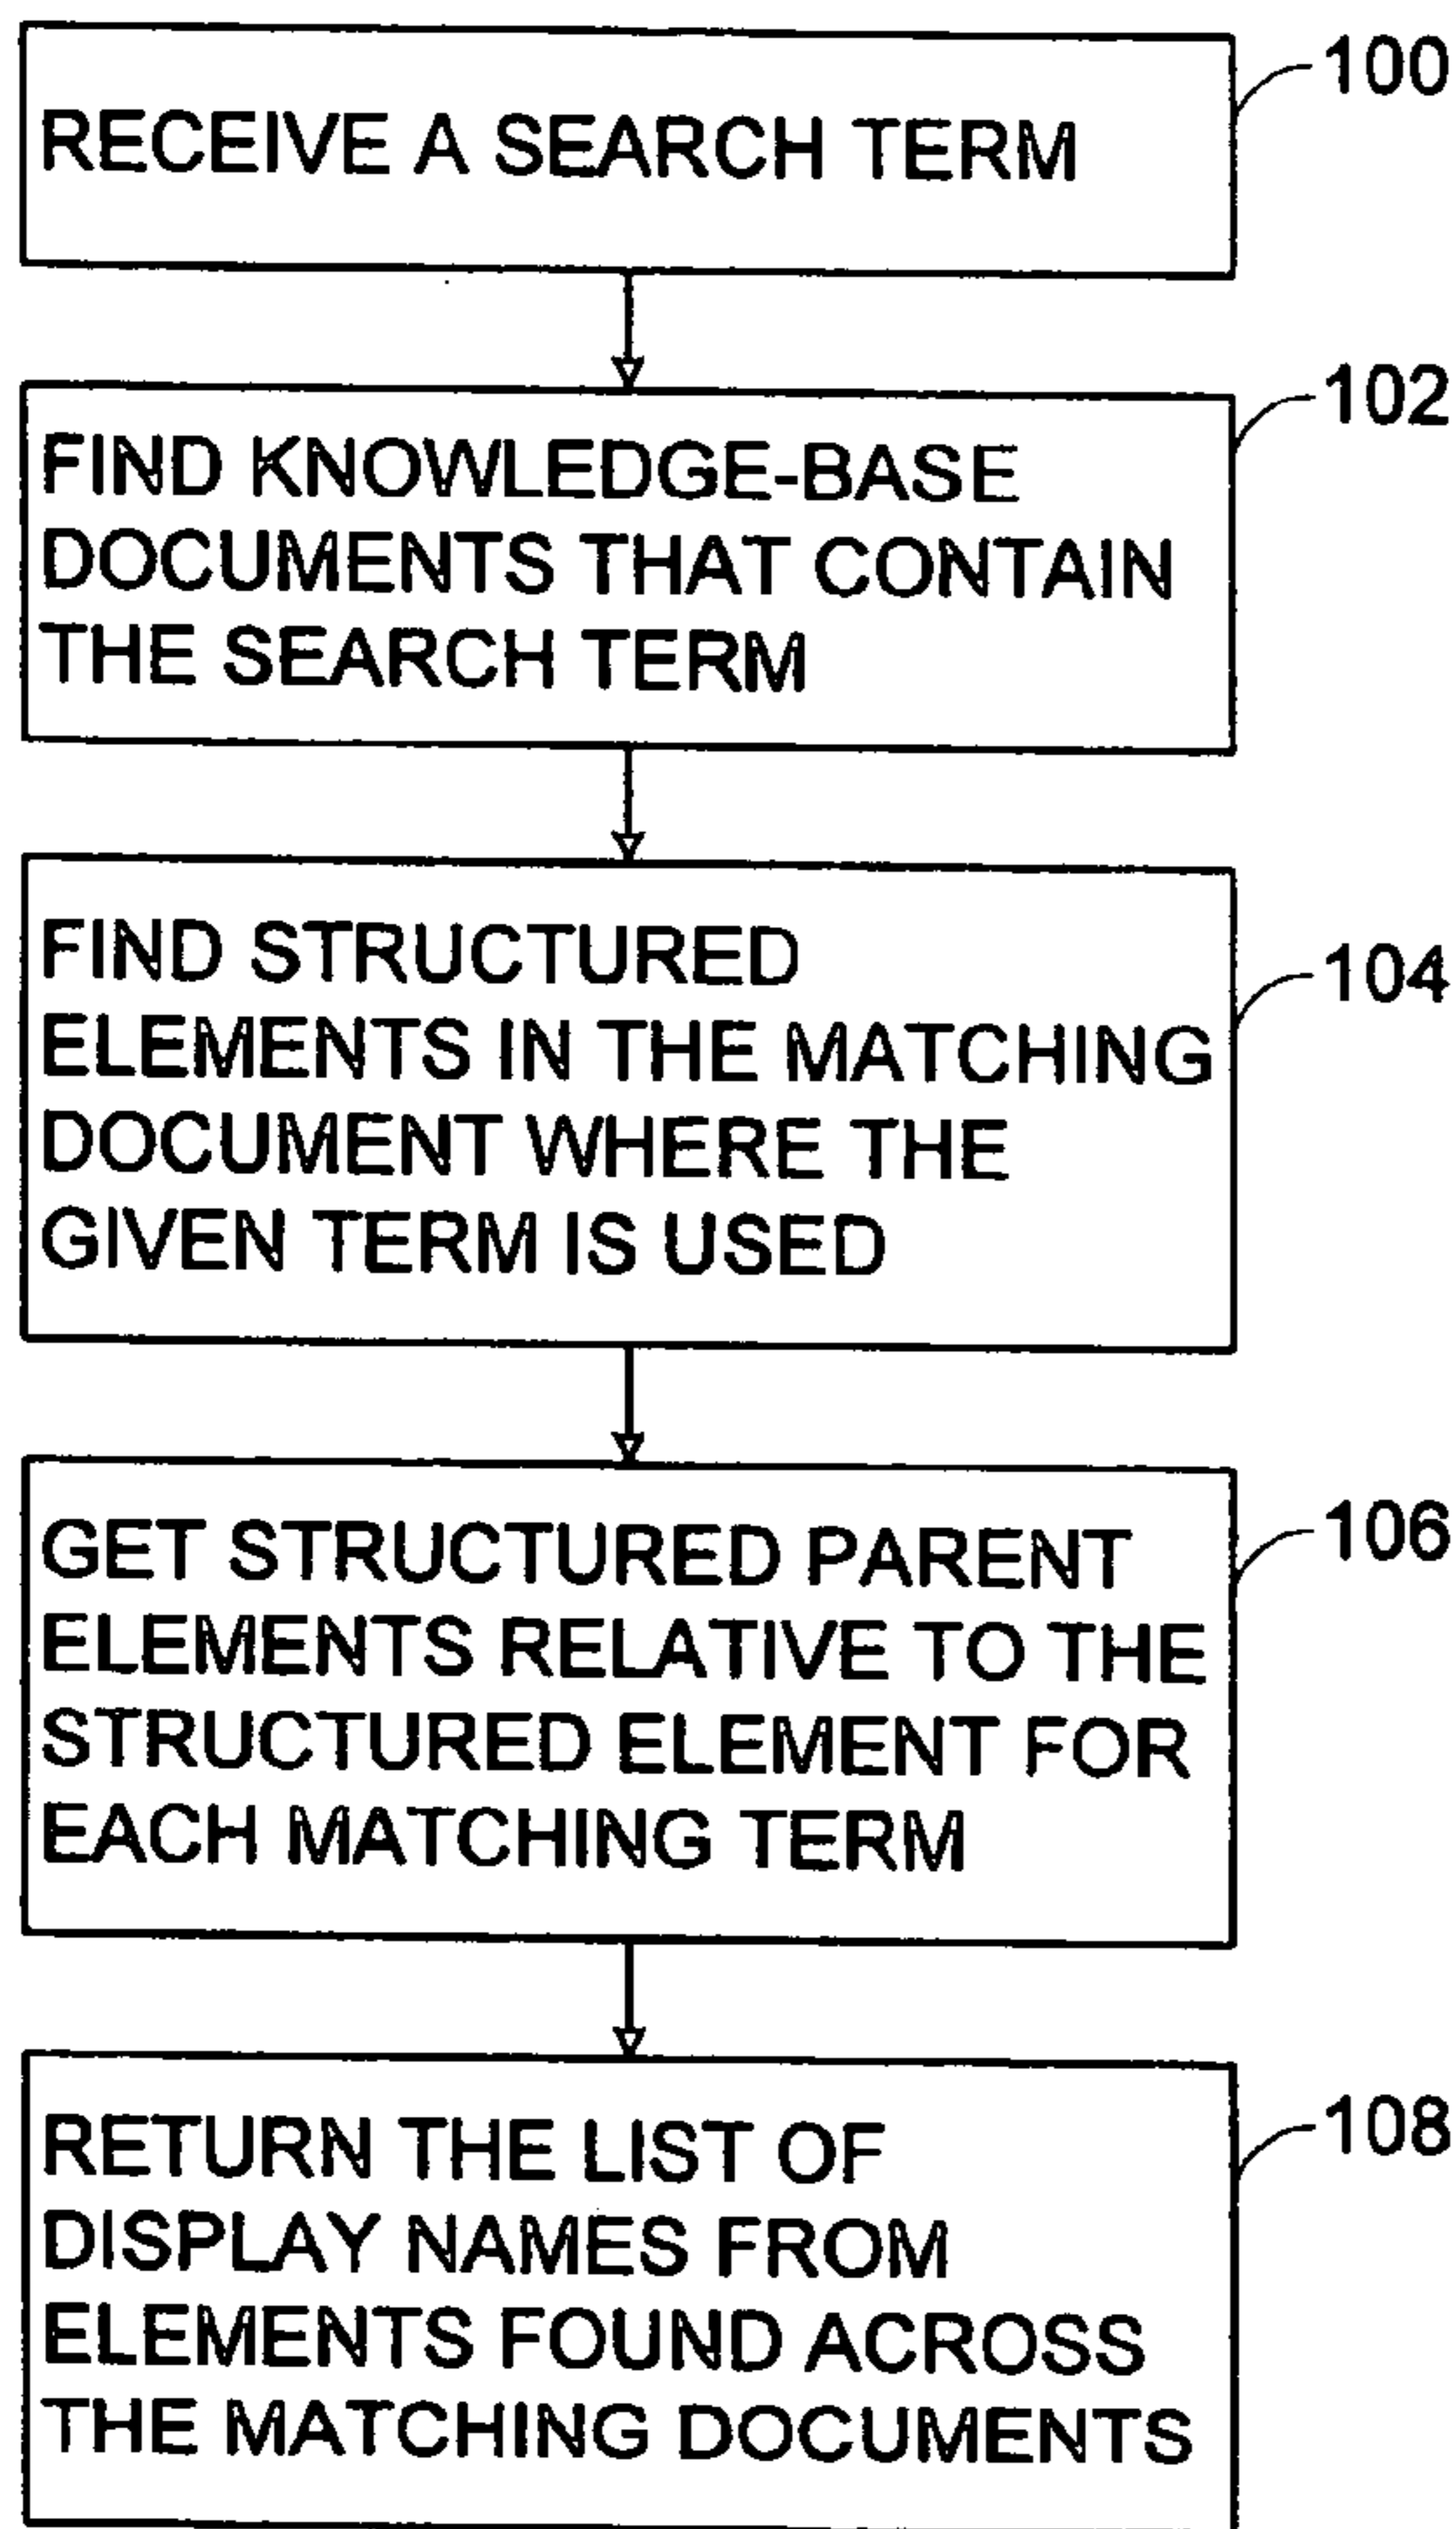 100
RECEIVE A SEARCH TERM
102
FIND KNOWLEDGE-BASE
DOCUMENTS THAT CONTAIN
THE SEARCH TERM
104
FIND STRUCTURED
ELEMENTS IN THE MATCHING
DOCUMENT WHERE THE
GIVEN TERM IS USED
106
GET STRUCTURED PARENT
ELEMENTS RELATIVE TO THE
STRUCTURED ELEMENT FOR
EACH MATCHING TERM
108
RETURN THE LIST OF
DISPLAY NAMES FROM
ELEMENTS FOUND ACROSS
THE MATCHING DOCUMENTS